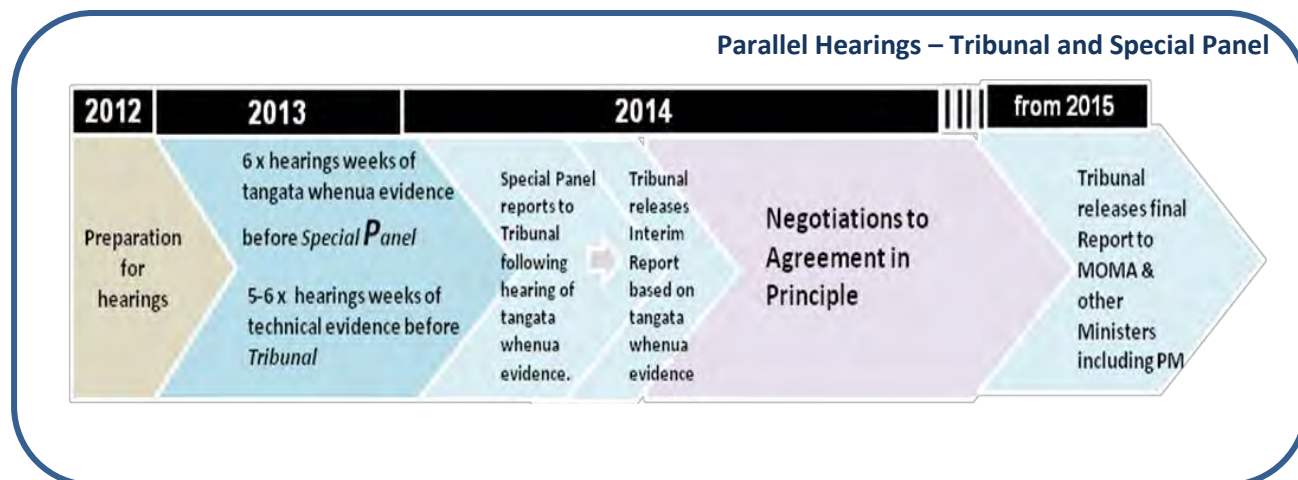 Parallel Hearings – Tribunal and Special Panel
2012
2013
2014
from 2015
Preparation
for
hearings
6 x hearings weeks of
tangata whenua evidence
before Special Panel
5-6 x hearings weeks of
technical evidence before
Tribunal
Special Panel
reports to
Tribunal
following
hearing of
tangata
whenua
evidence.
Tribunal
releases
Interim
Report
based on
tangata
whenua
evidence
Negotiations to
Agreement in
Principle
Tribunal
releases final
Report to
MOMA &
other
Ministers
including PM